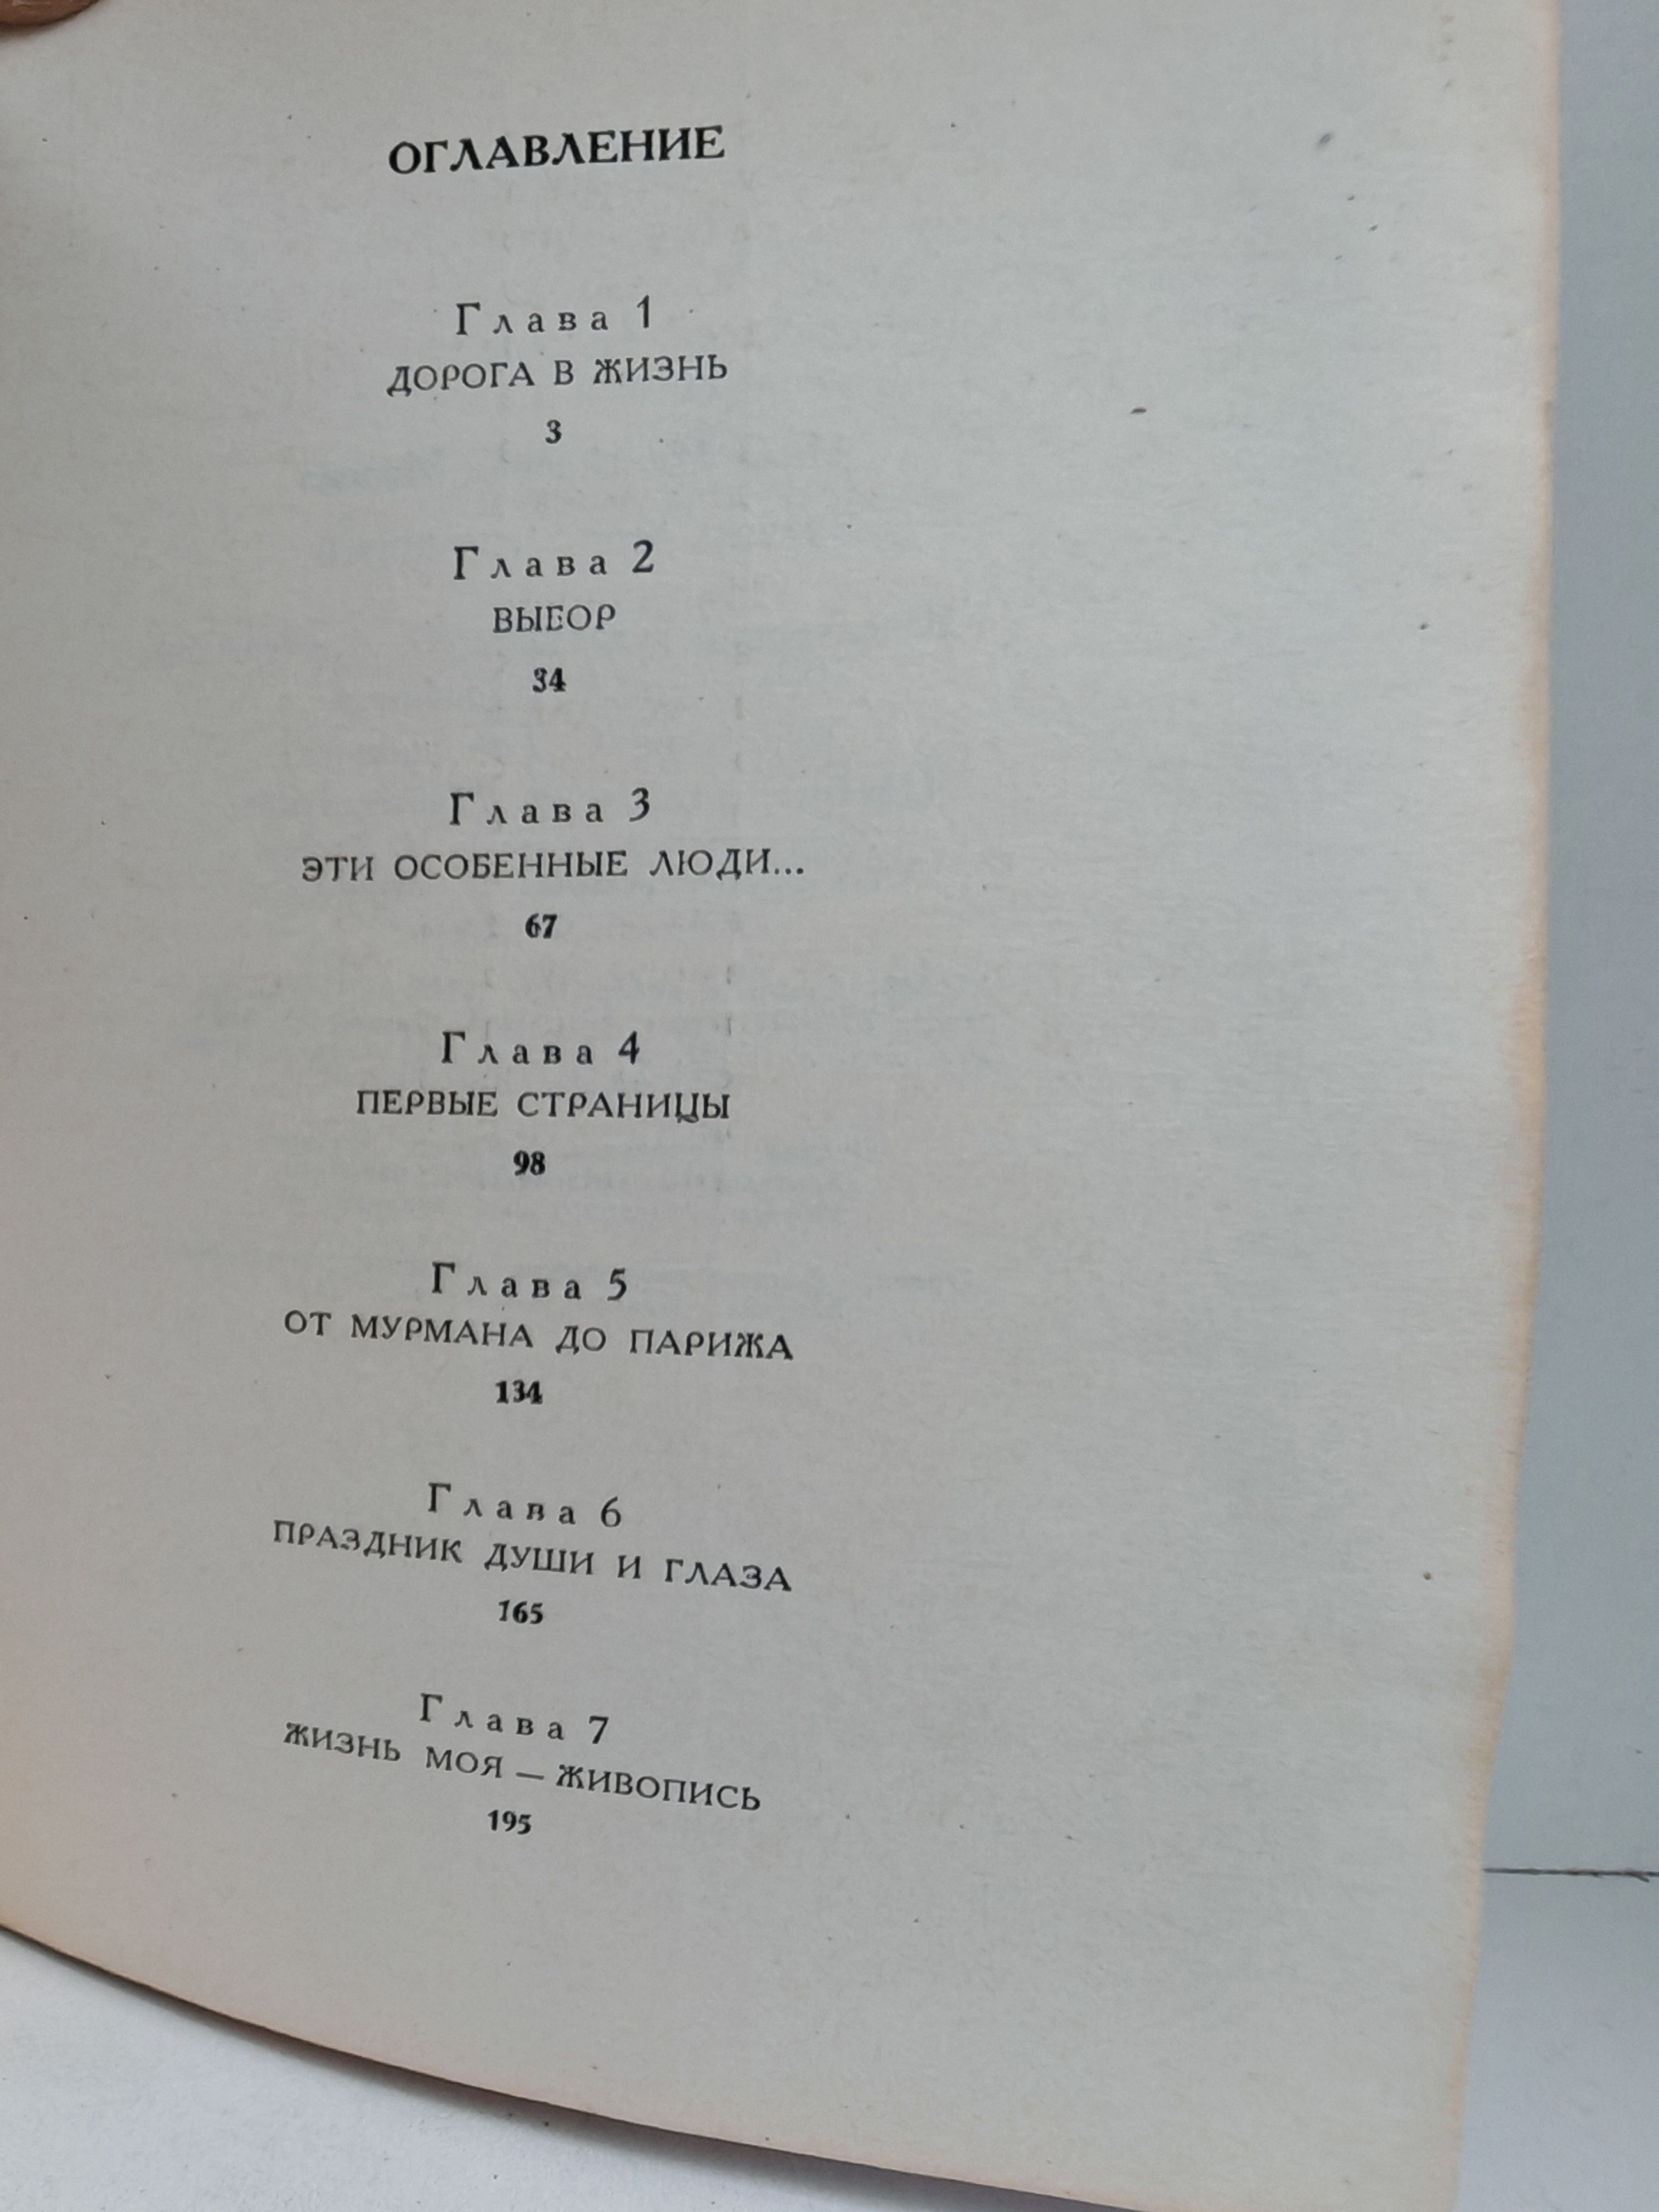 ОГЛАВЛЕНИЕ
Глава 1
ДОРОГА В ЖИЗНЬ
3
Глава 2
ВЫБОР
34
Глава 3
ЭТИ ОСОБЕННЫЕ ЛЮДИ...
67
Глава 4
ПЕРВЫЕ СТРАНИЦЫ
98
Глава 5
ОТ МУРМАНА ДО ПАРИЖА
134
Глава 6
ПРАЗДНИК ДУШИ И ГЛАЗА
165
Глава 7
ЖИЗНЬ МОЯ — ЖИВОПИСЬ
195